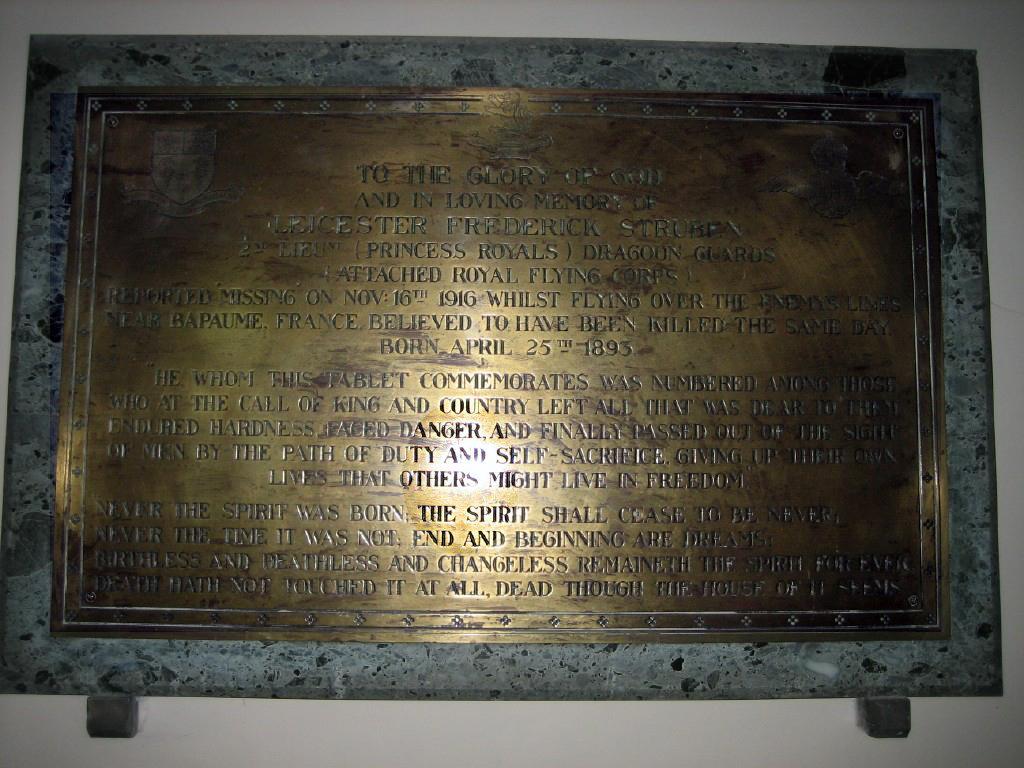 TO THE GLORY OF GOD
AND IN LOVING MEMORY OF
LEICESTER FREDERICK STRUBEN
2ND LIEUNT (PRINCESS ROYALS) DRAGOON GUARDS
(ATTACHED ROYAL FLYING CORPS)
REPORTED MISSING ON NOV: 16TH 1916 WHILST FLYING OVER THE ENEMYS LINES
NEAR BAPAUME, FRANCE. BELIEVED TO HAVE BEEN KILLED THE SAME DAY.
BORN APRIL 25TH 1893.
"HE WHOM THIS TABLET COMMEMORATES WAS NUMBERED AMONG THOSE
WHO AT THE CALL OF KING AND COUNTRY LEFT ALL THAT WAS DEAR TO THEM
ENDURED HARDNESS, FACED DANGER, AND FINALLY PASSED OUT OF THE SIGHT
OF MEN BY THE PATH OF DUTY AND SELF-SACRIFICE, GIVING UP THEIR OWN
LIVES THAT OTHERS MIGHT LIVE IN FREEDOM."
NEVER THE SPIRIT WAS BORN; THE SPIRIT SHALL CEASE TO BE NEVER;
NEVER THE TIME IT WAS NOT, END AND BEGINNING ARE DREAMS;
BIRTHLESS AND DEATHLESS AND CHANGELESS REMAINETH THE SPIRIT FOR EVER
DEATH HATH NOT TOUCHED IT AT ALL, DEAD THOUGH THE HOUSE OF IT SEEMS